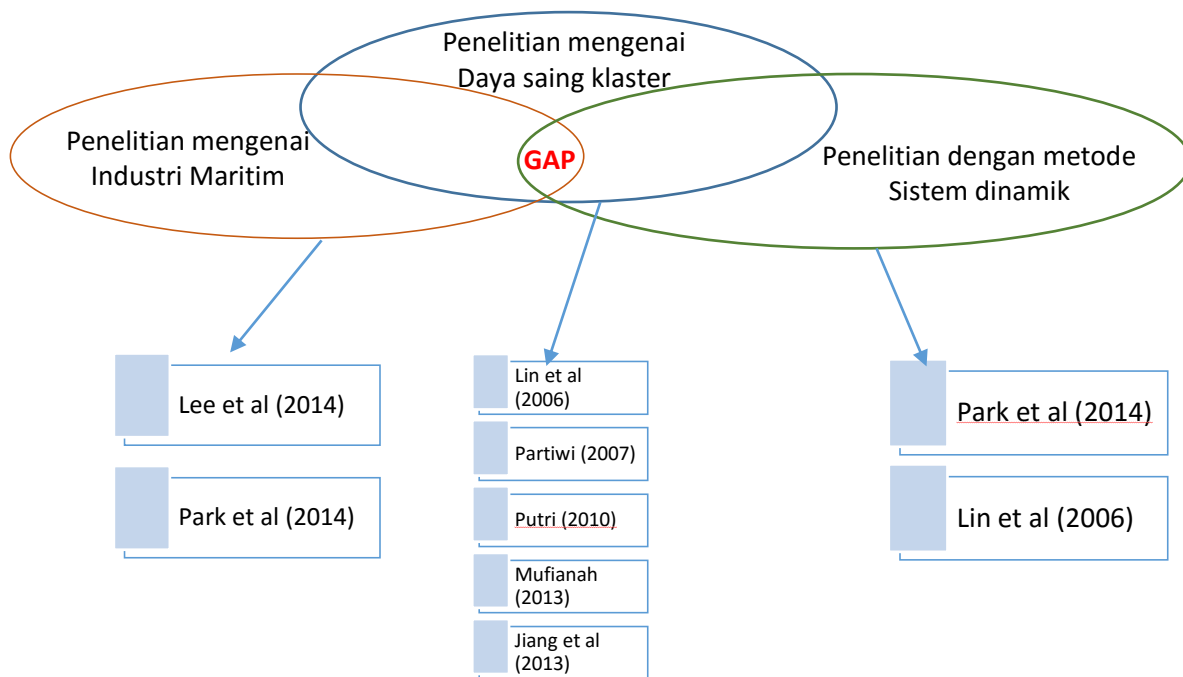 Penelitian mengenai
Daya saing klaster
Penelitian mengenai
Industri Maritim
GAP
Penelitian dengan metode
Sistem dinamik
Lee et al (2014)
Park et al (2014)
Lin et al
(2006)
Partiwi (2007)
Putri (2010)
Mufianah
(2013)
Jiang et al
(2013)
Park et al (2014)
Lin et al (2006)